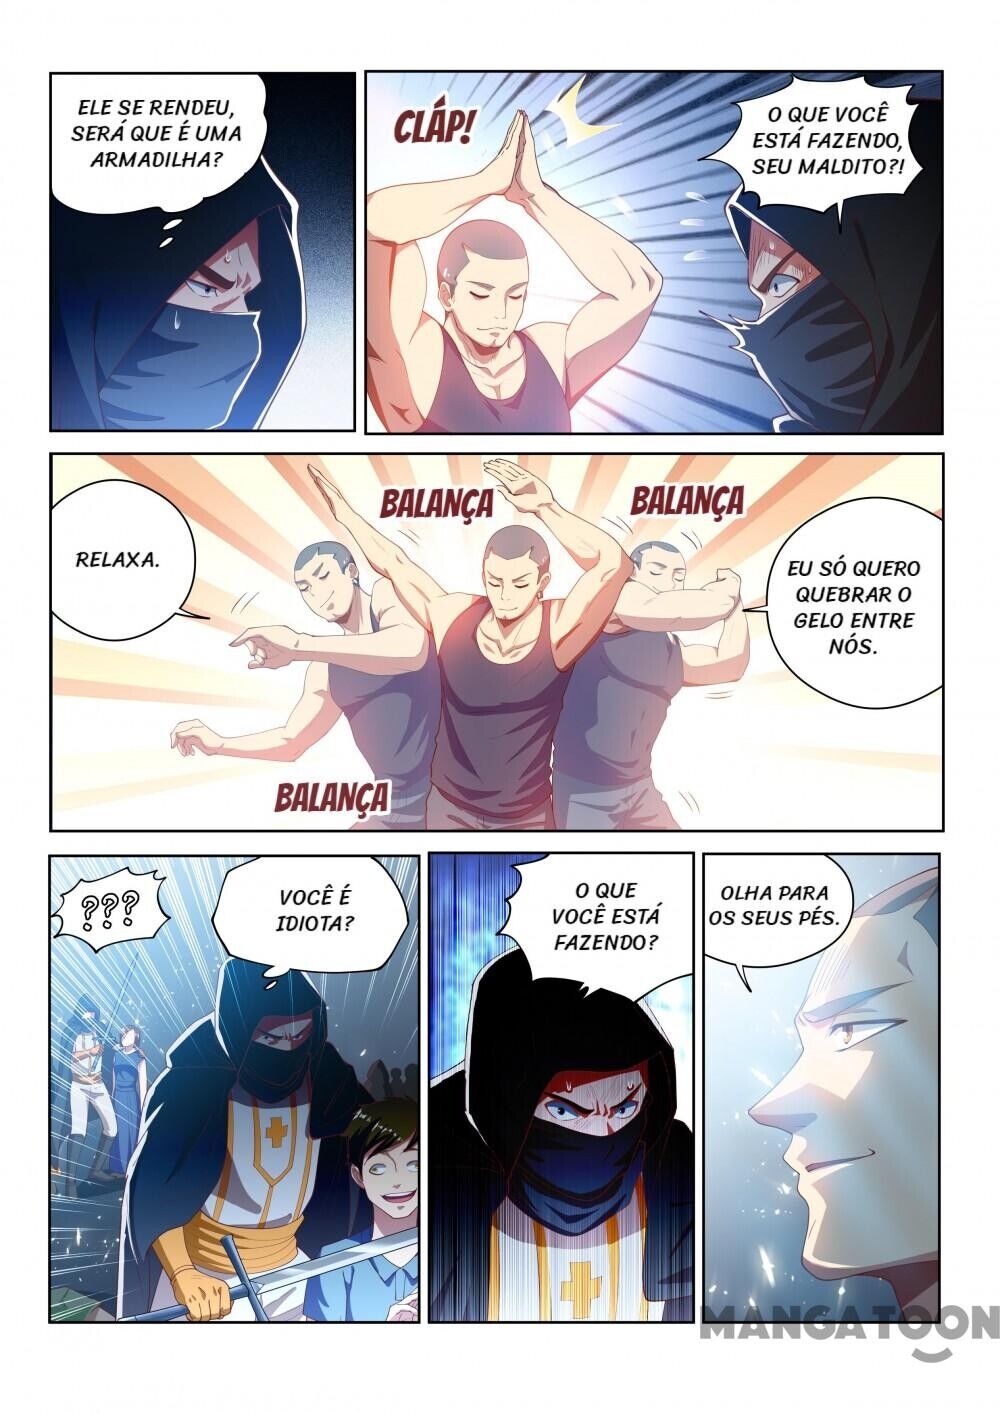 ELE SE RENDEU,
SERÁ QUE É UMA
ARMADILHA?
CLÁP!
O QUE VOCÊ
ESTÁ FAZENDO,
SEU MALDITO?!
RELAXA.
BALANÇA
BALANÇA
EU SÓ QUERO
QUEBRAR O
GELO ENTRE
NÓS.
BALANÇA
???
VOCÊ É
IDIOTA?
O QUE
VOCÊ ESTÁ
FAZENDO?
OLHA PARA
OS SEUS PÉS.
MANGATOON